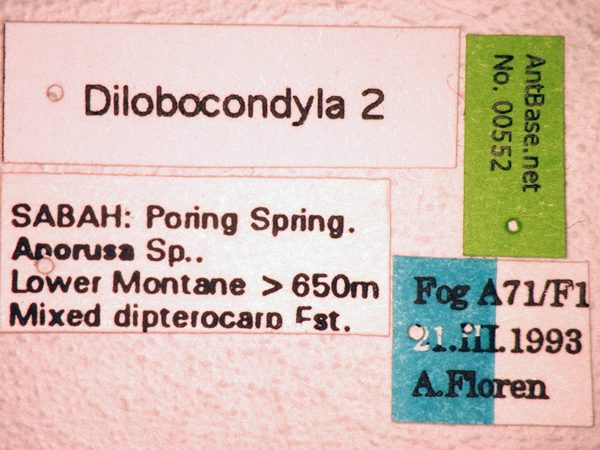 Dilobocondyla 2
AntBase.net
No. 00552
SABAH: Poring Spring.
Aporusa Sp..
Lower Montane > 650m
Mixed dipterocarp Fst.
Fog A71/F1
21.III.1993
A.Floren